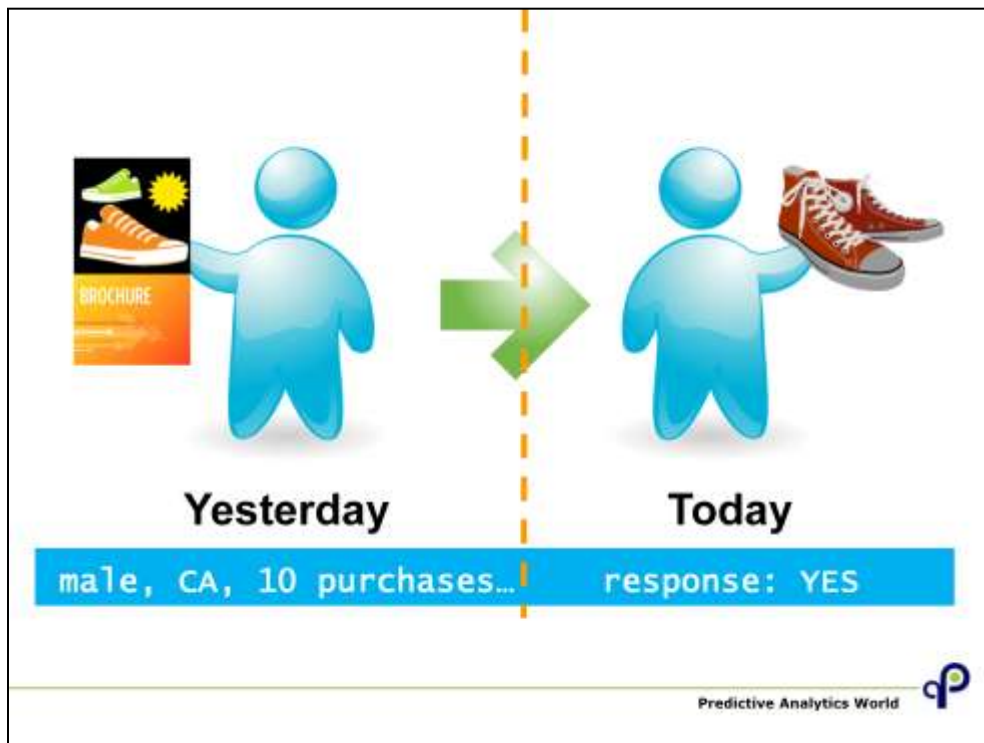 BROCHURE
Yesterday
Today
male, CA, 10 purchases…
response: YES
Predictive Analytics World